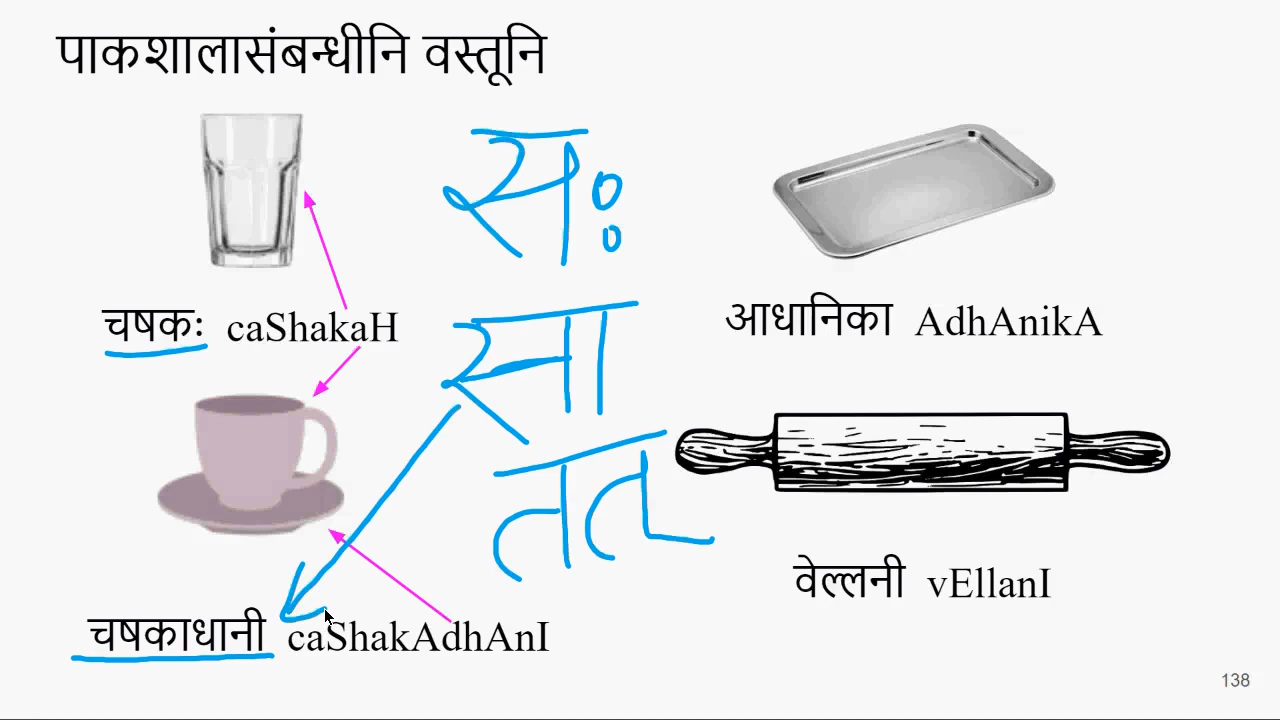 पाकशालासंबन्धीनि वस्तूनि
सः
चषकः caShakaH
आधानिका AdhAnikA
सा
तत्
वेल्लनी vEllanI
चषकाधानी caShakAdhAnI
138